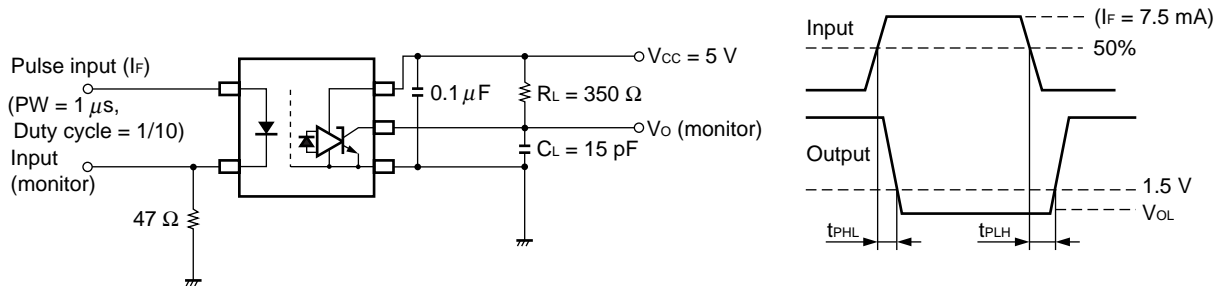 Pulse input (IF)
(PW = 1 μs,
Duty cycle = 1/10)
Input
(monitor)
47 Ω
0.1 μF
VCC = 5 V
RL = 350 Ω
VO (monitor)
CL = 15 pF
Input
(IF = 7.5 mA)
50%
Output
1.5 V
VOL
tPHL
tPLH